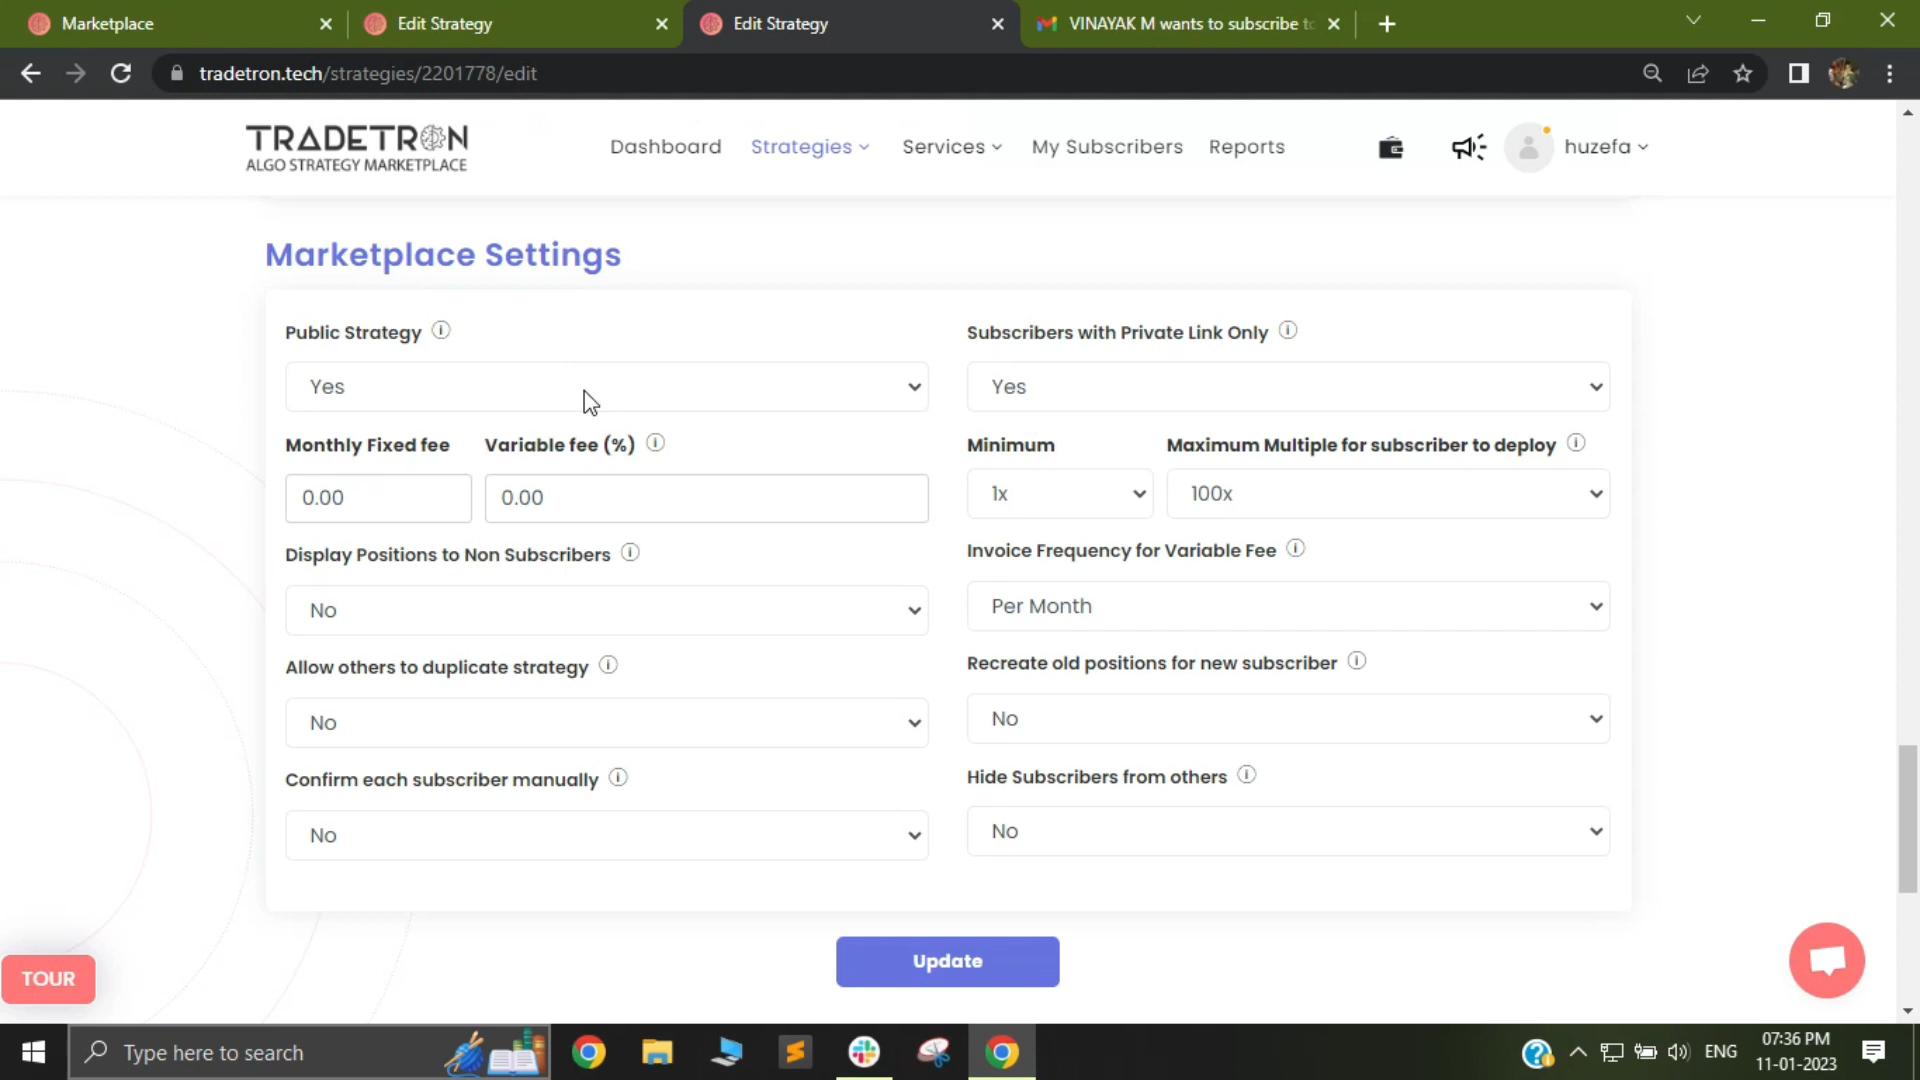 Marketplace
Edit Strategy
Edit Strategy
VINAYAK M wants to subscribe to
tradetron.tech/strategies/2201778/edit
TRADETRON
ALGO STRATEGY MARKETPLACE
Dashboard
Strategies
Services
My Subscribers
Reports
huzefa
Marketplace Settings
Public Strategy
Subscribers with Private Link Only
Yes
Yes
Monthly Fixed fee
Variable fee (%)
Minimum
Maximum Multiple for subscriber to deploy
0.00
0.00
1x
100x
Display Positions to Non Subscribers
Invoice Frequency for Variable Fee
No
Per Month
Allow others to duplicate strategy
Recreate old positions for new subscriber
No
No
Confirm each subscriber manually
Hide Subscribers from others
No
No
Update
TOUR
Type here to search
ENG
07:36 PM
11-01-2023